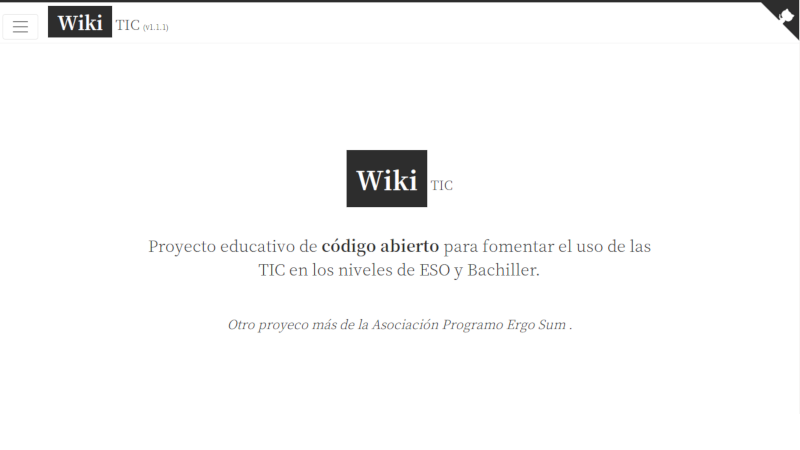 Wiki TIC (v1.1.1)
Wiki TIC
Proyecto educativo de código abierto para fomentar el uso de las
TIC en los niveles de ESO y Bachiller.
Otro proyeco más de la Asociación Programo Ergo Sum .